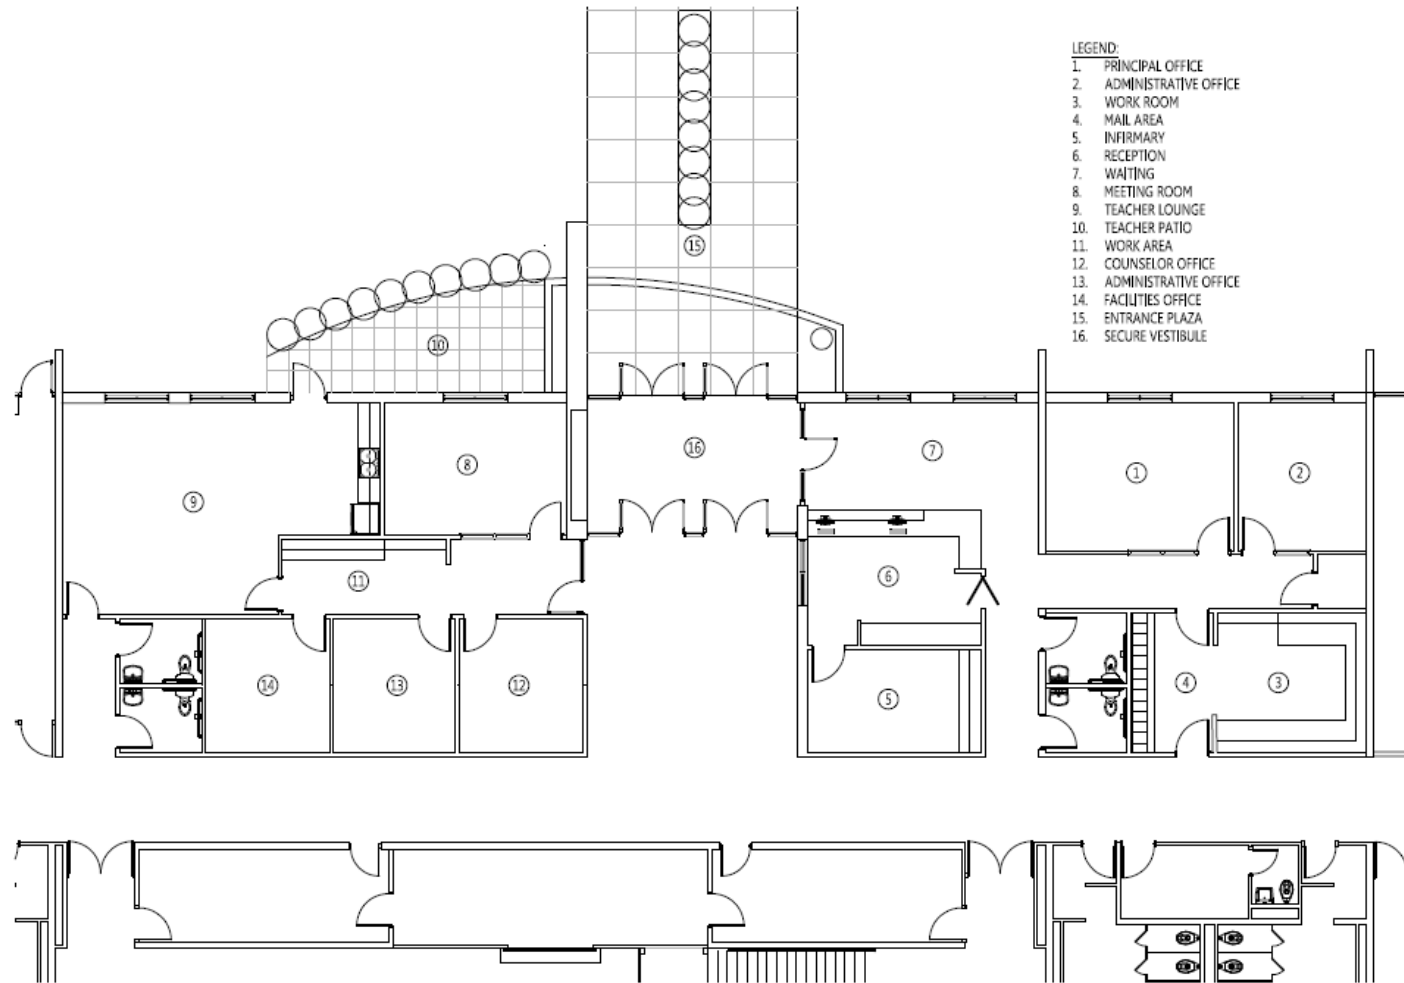 LEGEND:
1. PRINCIPAL OFFICE
2. ADMINISTRATIVE OFFICE
3. WORK ROOM
4. MAIL AREA
5. INFIRMARY
6. RECEPTION
7. WAITING
8. MEETING ROOM
9. TEACHER LOUNGE
10. TEACHER PATIO
11. WORK AREA
12. COUNSELOR OFFICE
13. ADMINISTRATIVE OFFICE
14. FACILITIES OFFICE
15. ENTRANCE PLAZA
16. SECURE VESTIBULE
15
10
16
7
8
1
2
9
11
6
14
13
12
5
4
3